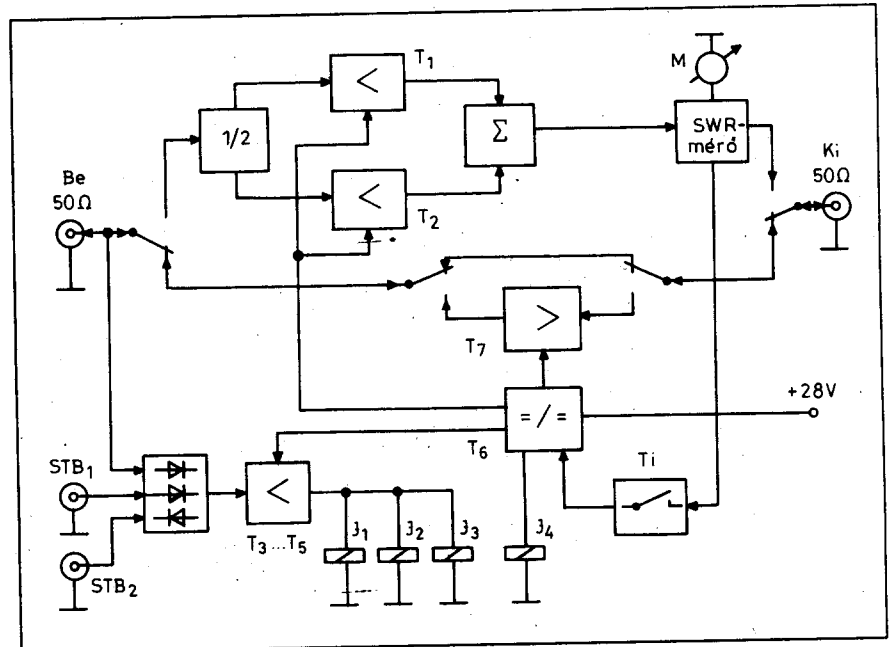 M
T1
<
1/2
Σ
SWR-
mérő
Be
50Ω
Ki
50Ω
<
T2
>
T7
+28V
= / =
T6
STB1
<
Ti
T3...T5
J1
J2
J3
J4
STB2